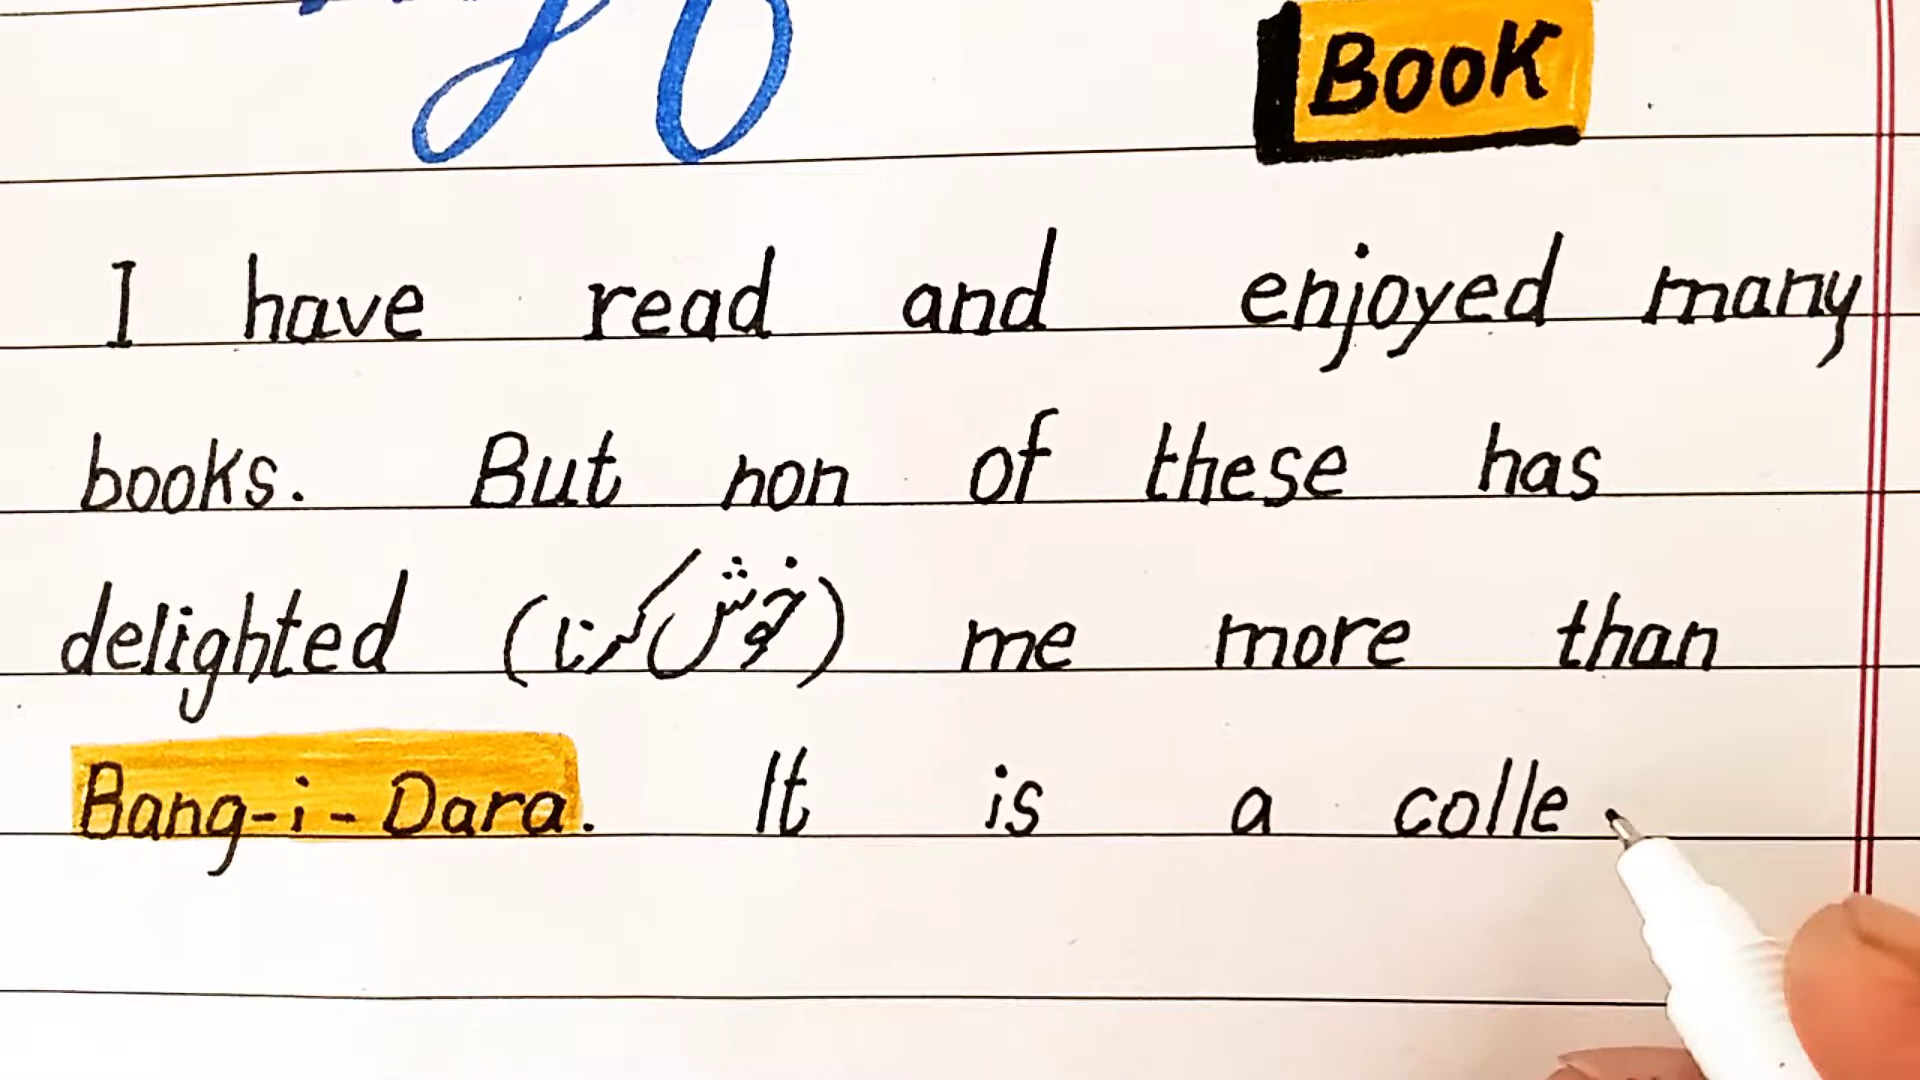 BOOK
I have read and enjoyed many
books. But non of these has
delighted (خوش کرنا) me more than
Bang-i-Dara. It is a colle